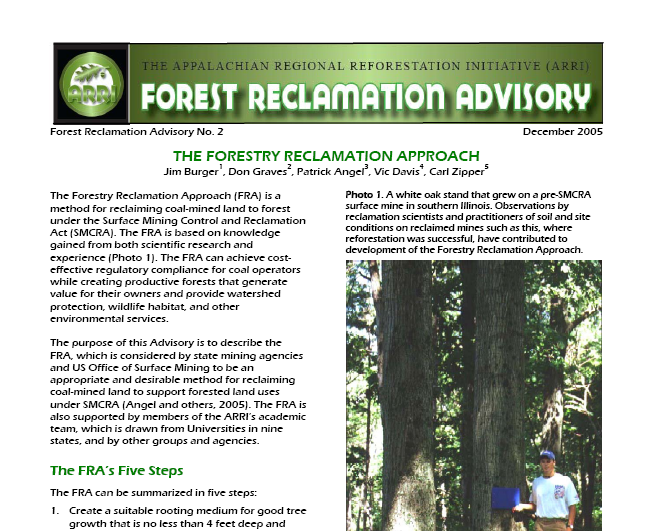 ARRI
THE APPALACHIAN REGIONAL REFORESTATION INITIATIVE (ARRI)
FOREST RECLAMATION ADVISORY
Forest Reclamation Advisory No. 2
December 2005
THE FORESTRY RECLAMATION APPROACH
Jim Burger1, Don Graves2, Patrick Angel3, Vic Davis4, Carl Zipper5
The Forestry Reclamation Approach (FRA) is a
method for reclaiming coal-mined land to forest
under the Surface Mining Control and Reclamation
Act (SMCRA). The FRA is based on knowledge
gained from both scientific research and
experience (Photo 1). The FRA can achieve cost-
effective regulatory compliance for coal operators
while creating productive forests that generate
value for their owners and provide watershed
protection, wildlife habitat, and other
environmental services.
The purpose of this Advisory is to describe the
FRA, which is considered by state mining agencies
and US Office of Surface Mining to be an
appropriate and desirable method for reclaiming
coal-mined land to support forested land uses
under SMCRA (Angel and others, 2005). The FRA is
also supported by members of the ARRI's academic
team, which is drawn from Universities in nine
states, and by other groups and agencies.
The FRA's Five Steps
The FRA can be summarized in five steps:
1. Create a suitable rooting medium for good tree
growth that is no less than 4 feet deep and
Photo 1. A white oak stand that grew on a pre-SMCRA
surface mine in southern Illinois. Observations by
reclamation scientists and practitioners of soil and site
conditions on reclaimed mines such as this, where
reforestation was successful, have contributed to
development of the Forestry Reclamation Approach.